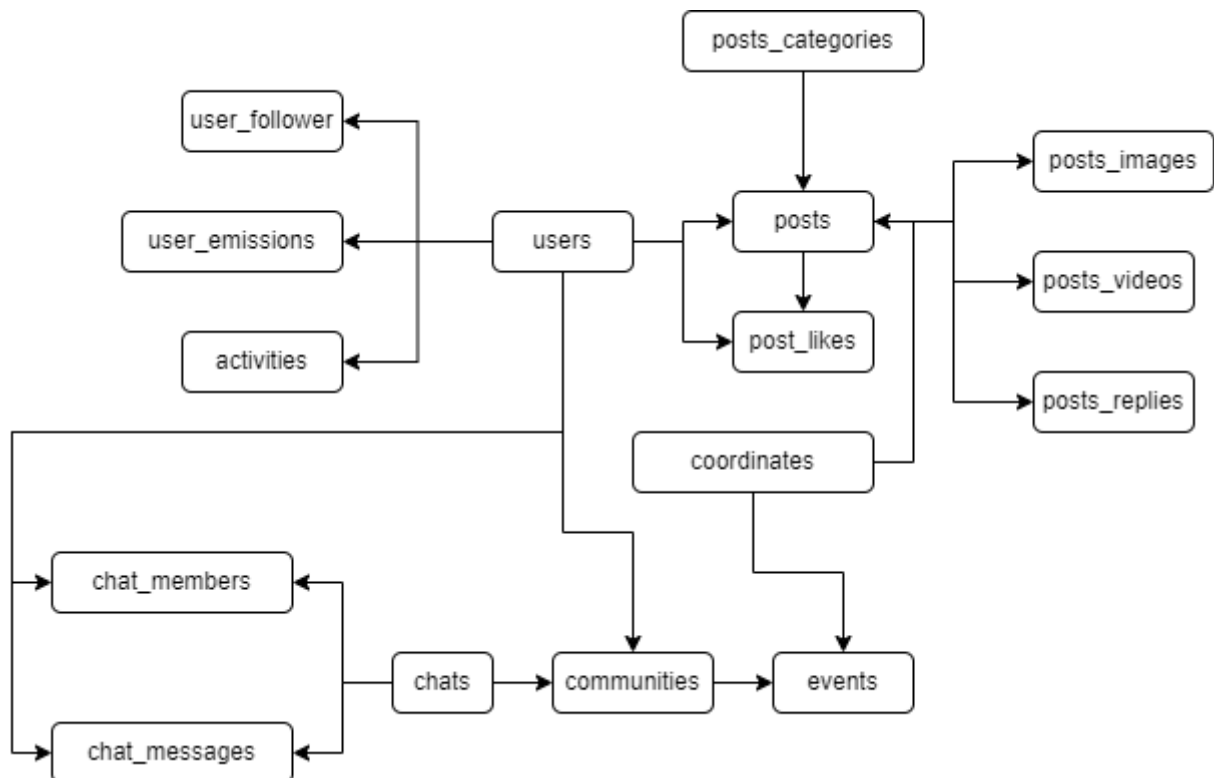 posts_categories
user_follower
posts_images
users
posts
user_emissions
posts_videos
post_likes
activities
posts_replies
coordinates
chat_members
chats
communities
events
chat_messages